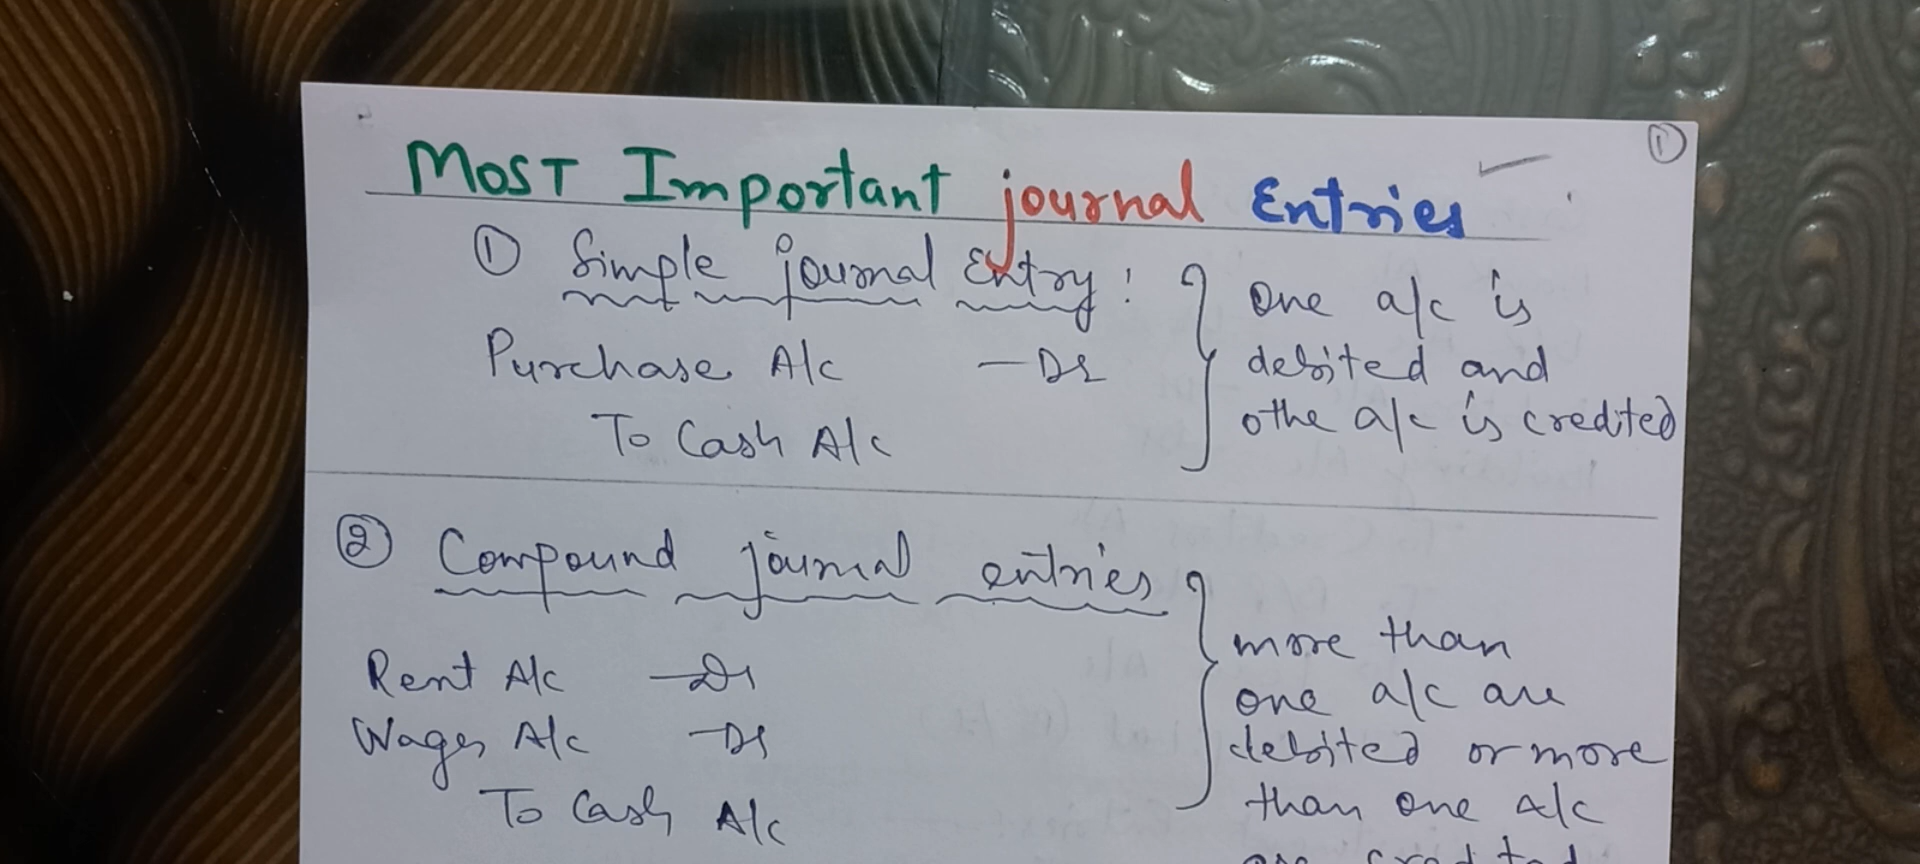 ①
Most Important journal Entries
① Simple journal Entry :
Purchase A/c — Dr
To Cash A/c
One a/c is
debited and
othe a/c is credited
② Compound journal entries
Rent A/c — Dr
Wages A/c — Dr
To Cash A/c
more than
one a/c are
debited or more
than one a/c
are credited